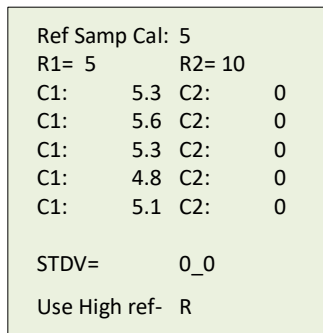 Ref Samp Cal: 5
R1= 5 R2= 10
C1: 5.3 C2: 0
C1: 5.6 C2: 0
C1: 5.3 C2: 0
C1: 4.8 C2: 0
C1: 5.1 C2: 0
STDV= 0_0
Use High ref- R